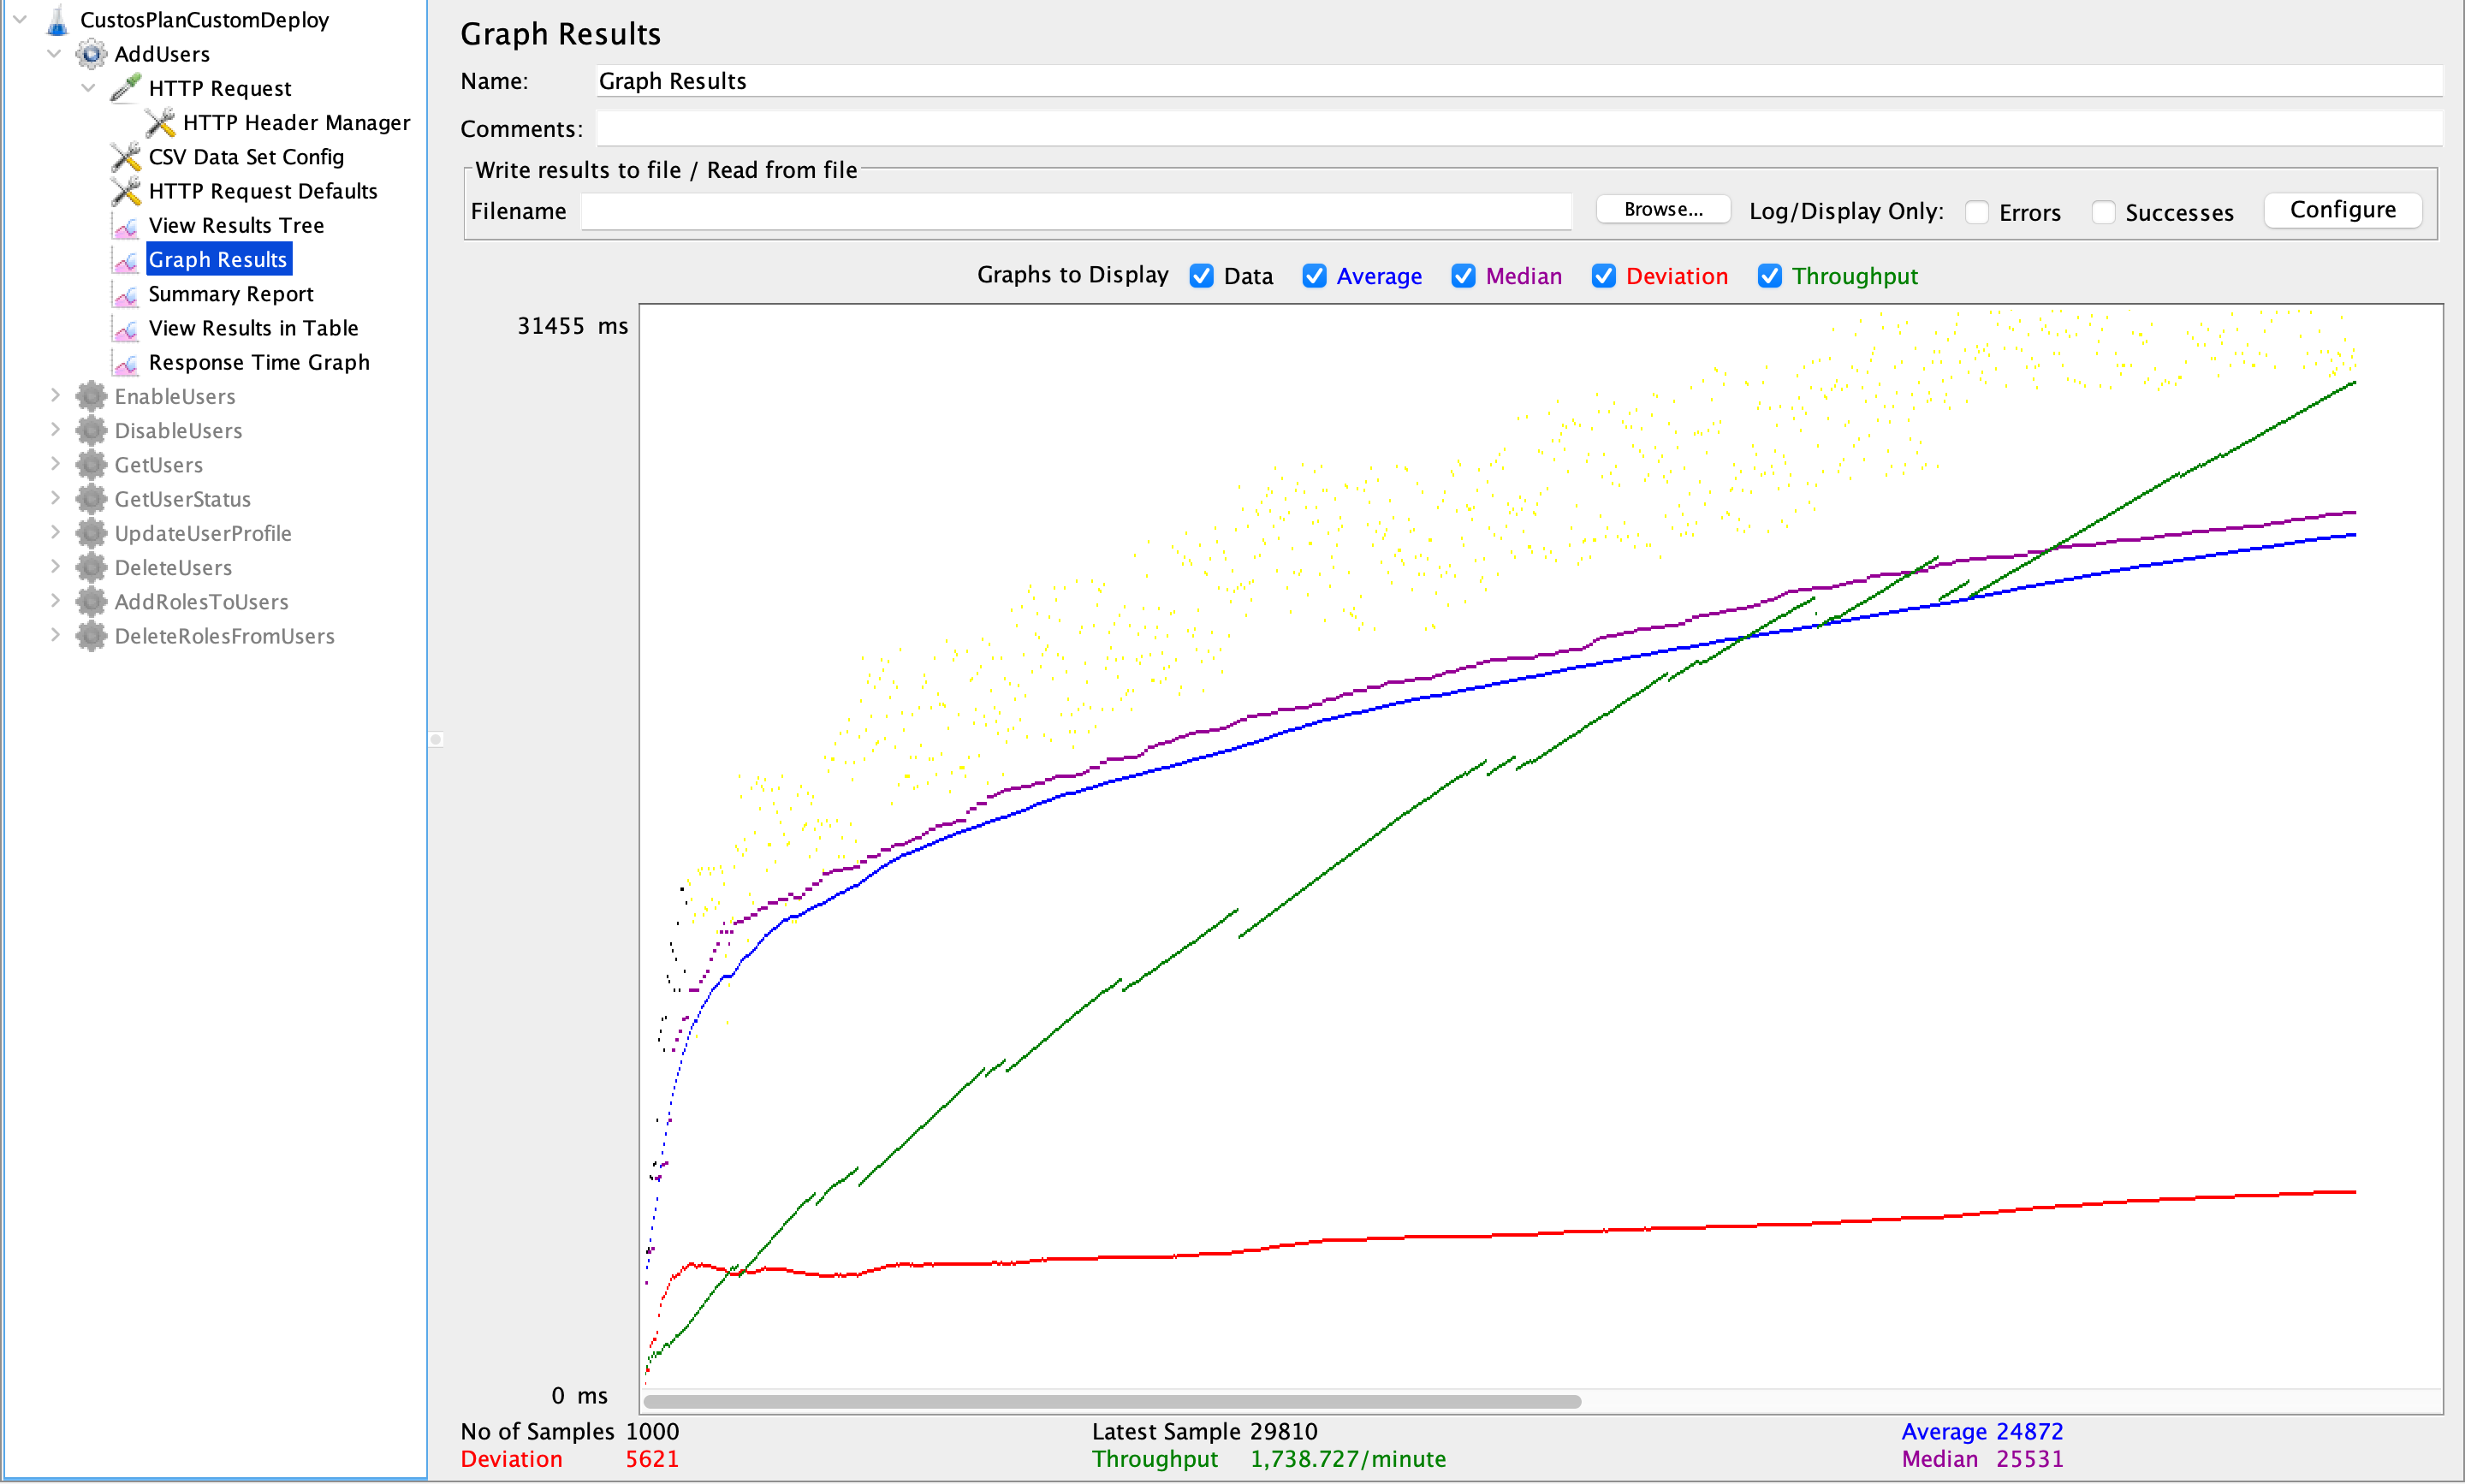 CustosPlanCustomDeploy
AddUsers
HTTP Request
HTTP Header Manager
CSV Data Set Config
HTTP Request Defaults
View Results Tree
Graph Results
Summary Report
View Results in Table
Response Time Graph
EnableUsers
DisableUsers
GetUsers
GetUserStatus
UpdateUserProfile
DeleteUsers
AddRolesToUsers
DeleteRolesFromUsers
Graph Results
Name: Graph Results
Comments:
Write results to file / Read from file
Filename Browse... Log/Display Only: Errors Successes Configure
Graphs to Display Data Average Median Deviation Throughput
31455 ms
0 ms
No of Samples 1000 Latest Sample 29810 Average 24872
Deviation 5621 Throughput 1,738.727/minute Median 25531